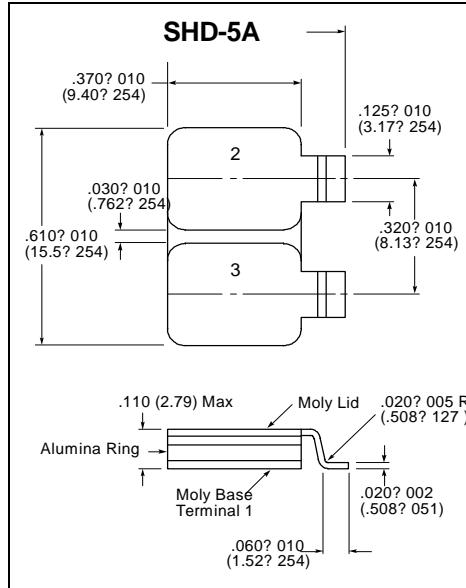 SHD-5A
.370? 010
(9.40? 254)
.125? 010
(3.17? 254)
2
.030? 010
(.762? 254)
.320? 010
(8.13? 254)
.610? 010
(15.5? 254)
3
.110 (2.79) Max
Moly Lid
.020? 005 R
(.508? 127 )
Alumina Ring
Moly Base
Terminal 1
.020? 002
(.508? 051)
.060? 010
(1.52? 254)